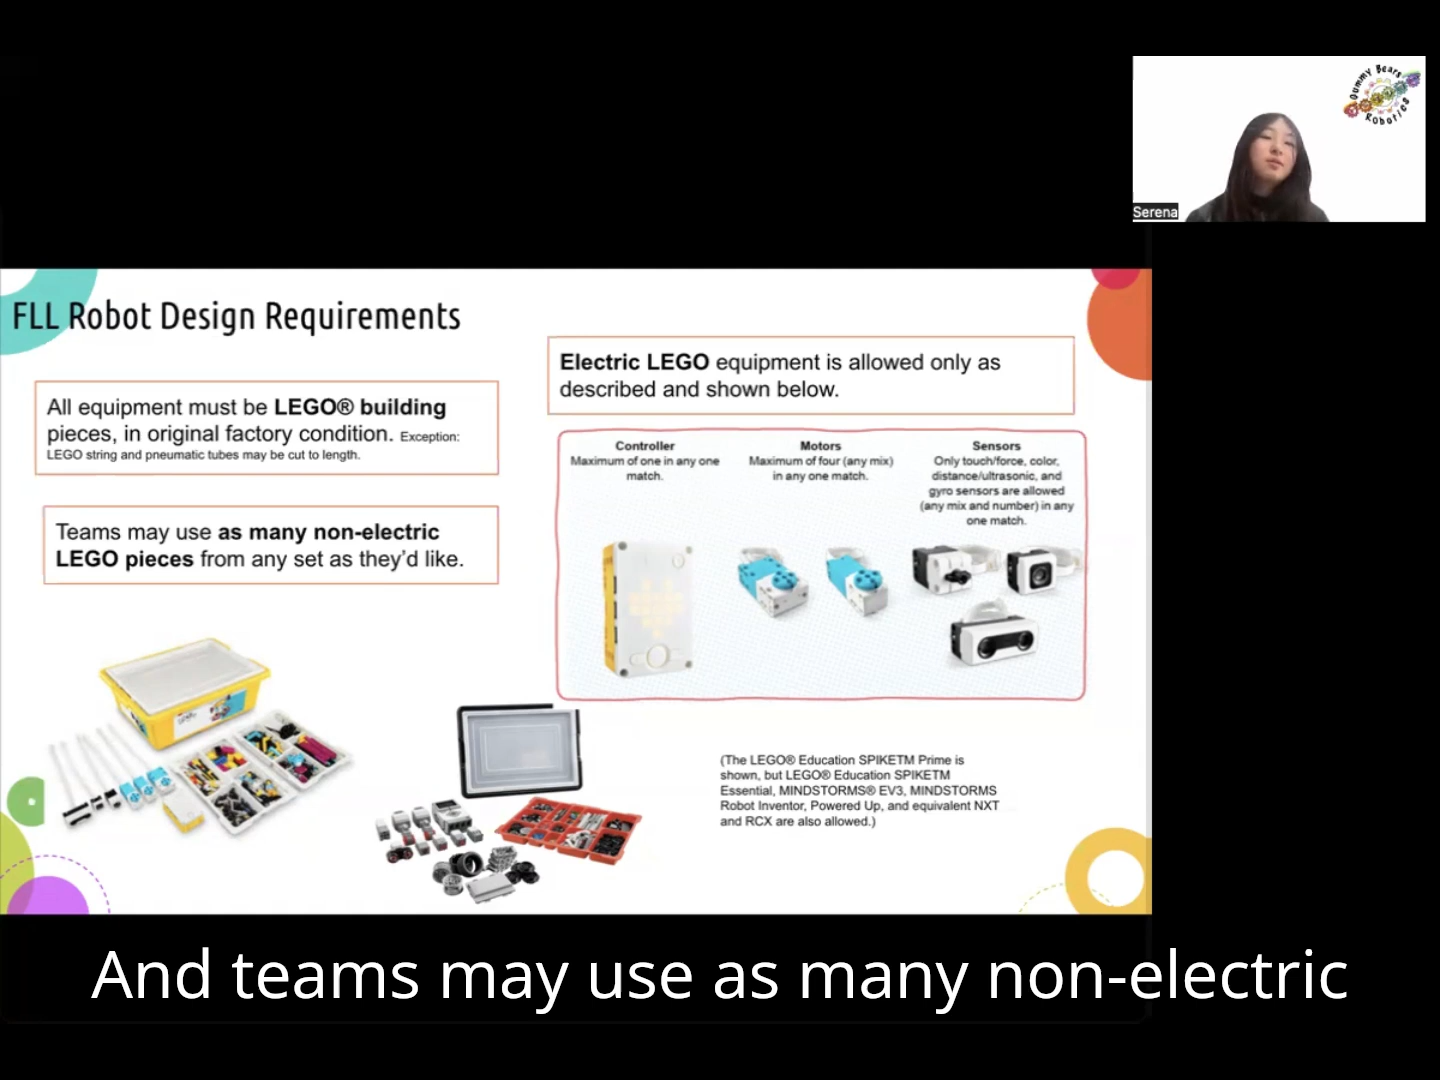 Gummy Bears
Robotics
Serena
FLL Robot Design Requirements
All equipment must be LEGO® building
pieces, in original factory condition. Exception:
LEGO string and pneumatic tubes may be cut to length.
Teams may use as many non-electric
LEGO pieces from any set as they'd like.
Electric LEGO equipment is allowed only as
described and shown below.
Controller
Maximum of one in any one
match.
Motors
Maximum of four (any mix)
in any one match.
Sensors
Only touch/force, color,
distance/ultrasonic, and
gyro sensors are allowed
(any mix and number) in any
one match.
(The LEGO® Education SPIKETM Prime is
shown, but LEGO® Education SPIKETM
Essential, MINDSTORMS® EV3, MINDSTORMS
Robot Inventor, Powered Up, and equivalent NXT
and RCX are also allowed.)
And teams may use as many non-electric